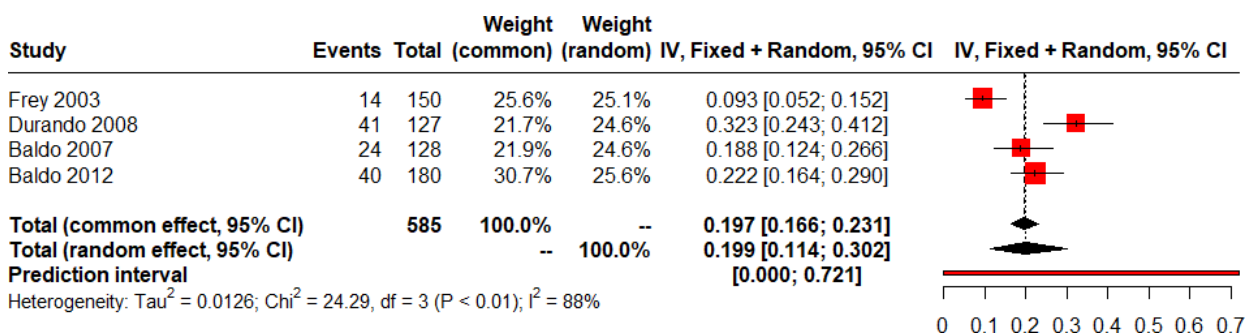 Weight Weight
Study Events Total (common) (random) IV, Fixed + Random, 95% CI IV, Fixed + Random, 95% CI
Frey 2003 14 150 25.6% 25.1% 0.093 [0.052; 0.152]
Durando 2008 41 127 21.7% 24.6% 0.323 [0.243; 0.412]
Baldo 2007 24 128 21.9% 24.6% 0.188 [0.124; 0.266]
Baldo 2012 40 180 30.7% 25.6% 0.222 [0.164; 0.290]
Total (common effect, 95% CI) 585 100.0% -- 0.197 [0.166; 0.231]
Total (random effect, 95% CI) -- 100.0% 0.199 [0.114; 0.302]
Prediction interval [0.000; 0.721]
Heterogeneity: Tau² = 0.0126; Chi² = 24.29, df = 3 (P < 0.01); I² = 88%
0 0.1 0.2 0.3 0.4 0.5 0.6 0.7